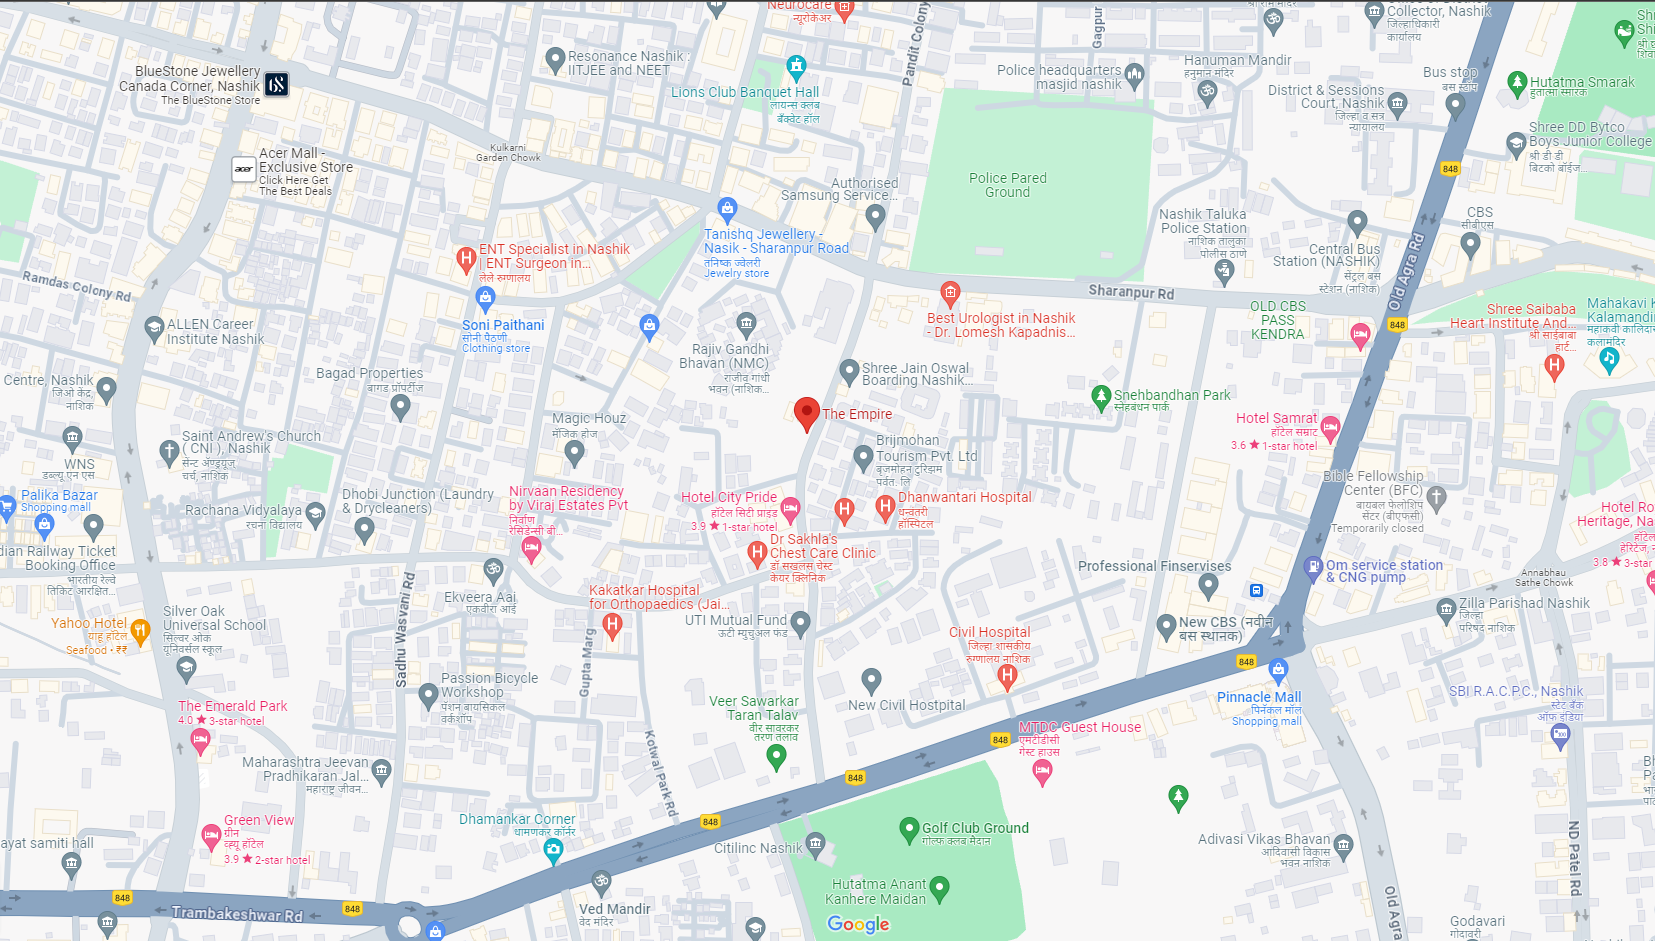 Neurocare
न्यूरोकेअर
Pandit Colony
Gagpur
Collector, Nashik
जिल्हाधिकारी
कार्यालय
Resonance Nashik :
IITJEE and NEET
BlueStone Jewellery
Canada Corner, Nashik
The BlueStone Store
Lions Club Banquet Hall
लायन्स क्लब
बँक्वेट हॉल
Police headquarters
masjid nashik
Hanuman Mandir
हनुमान मंदिर
District & Sessions
Court, Nashik
जिल्हा व सत्र
न्यायालय
Bus stop
बस स्टॉप
Hutatma Smarak
हुतात्मा स्मारक
Shree DD Bytco
Boys Junior College
श्री डी डी
बिटको बॉईज...
848
Kulkarni
Garden Chowk
acer
Acer Mall -
Exclusive Store
Click Here Get
The Best Deals
Authorised
Samsung Service...
Police Pared
Ground
Nashik Taluka
Police Station
नाशिक तालुका
पोलीस ठाणे
Central Bus
Station (NASHIK)
सेंट्रल बस
स्टेशन (नाशिक)
CBS
सीबीएस
Tanishq Jewellery -
Nasik - Sharanpur Road
तनिष्क ज्वेलरी
Jewelry store
ENT Specialist in Nashik
| ENT Surgeon in...
लेले रुग्णालय
Ramdas Colony Rd
Soni Paithani
सोनी पैठणी
Clothing store
ALLEN Career
Institute Nashik
Rajiv Gandhi
Bhavan (NMC)
राजीव गांधी
भवन (नाशिक...
Best Urologist in Nashik
- Dr. Lomesh Kapadnis...
Sharanpur Rd
OLD CBS
PASS
KENDRA
Old Agra Rd
848
Shree Saibaba
Heart Institute And...
श्री साईबाबा
हार्ट...
Mahakavi K
Kalamandi
महाकवी कालिदा
कलामंदिर
Centre, Nashik
जिओ केंद्र,
नाशिक
Bagad Properties
बागड प्रॉपर्टीज
Shree Jain Oswal
Boarding Nashik...
Snehbandhan Park
स्नेहबंधन पार्क
The Empire
Magic Houz
मॅजिक होज
Hotel Samrat
हॉटेल सम्राट
3.6 ★ 1-star hotel
Saint Andrew's Church
( CNI ), Nashik
सेंन्ट ॲण्ड्र्यूज
चर्च, नाशिक
Brijmohan
Tourism Pvt. Ltd
बृजमोहन टुरिझम
WNS
डब्ल्यू एन एस
Bible Fellowship
Center (BFC)
बायबल फेलोशिप
सेंटर (बीएफसी)
Temporarily closed
Palika Bazar
Shopping mall
Rachana Vidyalaya
रचना विद्यालय
Dhobi Junction (Laundry
& Drycleaners)
Nirvaan Residency
by Viraj Estates Pvt
निर्वाण
रेसिडेन्सी बी...
Hotel City Pride
हॉटेल सिटी प्राइड
3.9 ★ 1-star hotel
Dhanwantari Hospital
धन्वंतरी
हॉस्पिटल
Hotel Ro
Heritage, Na
3.8 ★ 3-star
dian Railway Ticket
Booking Office
भारतीय रेल्वे
तिकिट आरक्षित...
Dr Sakhla's
Chest Care Clinic
डॉ सखलस चेस्ट
केयर क्लिनिक
Professional Finservises
Om service station
& CNG pump
Annabhau
Sathe Chowk
Ekveera Aai
एकवीरा आई
Sadhu Waswani Rd
Kakatkar Hospital
for Orthopaedics (Jai...
UTI Mutual Fund
ऊटी म्युचुअल फंड
Silver Oak
Universal School
सिल्वर ओक
यूनिवर्सल स्कूल
Yahoo Hotel
याहू हॉटेल
Seafood • ₹₹
Zilla Parishad Nashik
जिल्हा
परिषद नाशिक
New CBS (नवीन
बस स्थानक)
Civil Hospital
जिल्हा शासकीय
रुग्णालय नाशिक
Gupta Marg
848
Passion Bicycle
Workshop
पॅशन बायसिकल
वर्कशॉप
The Emerald Park
4.0 ★ 3-star hotel
New Civil Hostpital
Veer Sawarkar
Taran Talav
वीर सावरकर
तरण तलाव
Pinnacle Mall
पिनॅकल मॉल
Shopping mall
SBI R.A.C.P.C., Nashik
स्टेट बँक
ऑफ इंडिया
MTDC Guest House
एमटीडीसी
गेस्ट हाउस
848
848
Kotwal Park Rd
Maharashtra Jeevan
Pradhikaran Jal...
महाराष्ट्र जीवन...
Green View
ग्रीन
व्ह्यू हॉटेल
3.9 ★ 2-star hotel
Dhamankar Corner
धामणकर कॉर्नर
848
Golf Club Ground
गोल्फ क्लब मैदान
Citilinc Nashik
Adivasi Vikas Bhavan
आदिवासी विकास
भवन नाशिक
ND Patel Rd
ayat samiti hall
Hutatma Anant
Kanhere Maidan
848
Trambakeshwar Rd
848
Ved Mandir
वेद मंदिर
Google
Old Agra
Godavari
गोदावरी